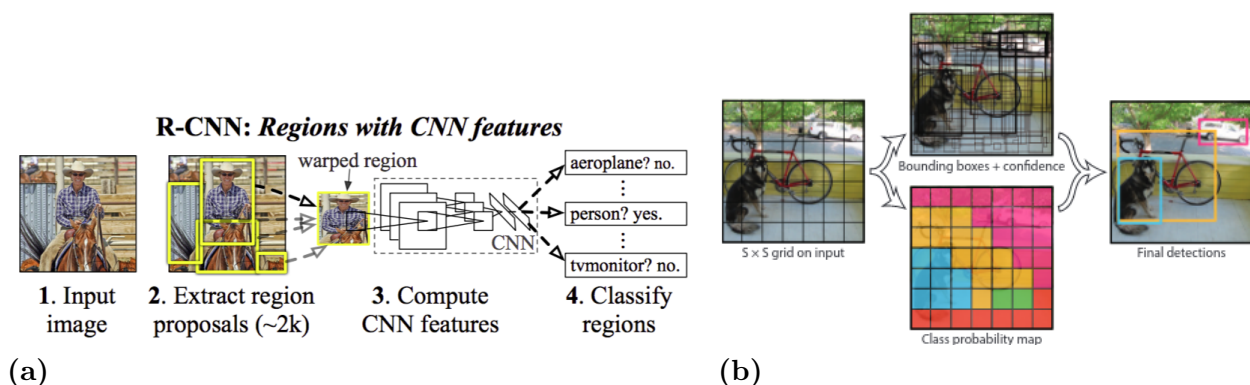 R-CNN: Regions with CNN features
warped region
aeroplane? no.
⋮
person? yes.
⋮
tvmonitor? no.
CNN
1. Input
image
2. Extract region
proposals (~2k)
3. Compute
CNN features
4. Classify
regions
(a)
S × S grid on input
Bounding boxes + confidence
Class probability map
Final detections
(b)